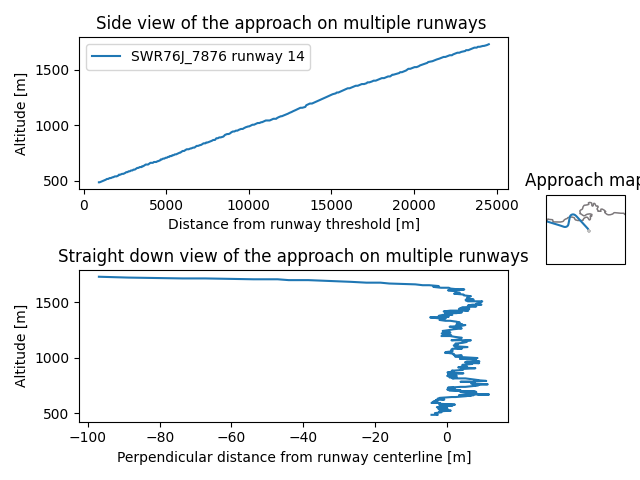 Side view of the approach on multiple runways
SWR76J_7876 runway 14
Altitude [m]
1500
1000
500
0
5000
10000
15000
20000
25000
Distance from runway threshold [m]
Approach map
Straight down view of the approach on multiple runways
Altitude [m]
1500
1000
500
−100
−80
−60
−40
−20
0
Perpendicular distance from runway centerline [m]